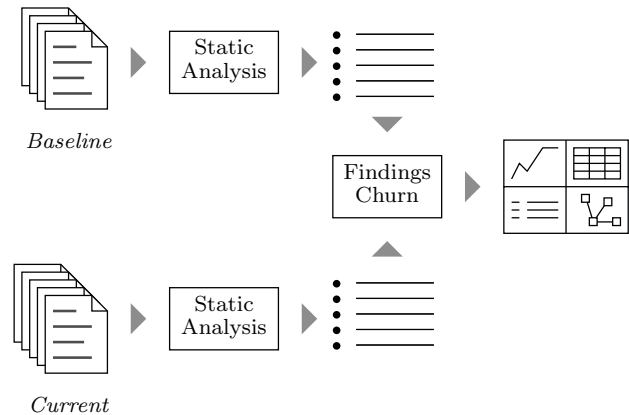 Static
Analysis
Baseline
Findings
Churn
Static
Analysis
Current